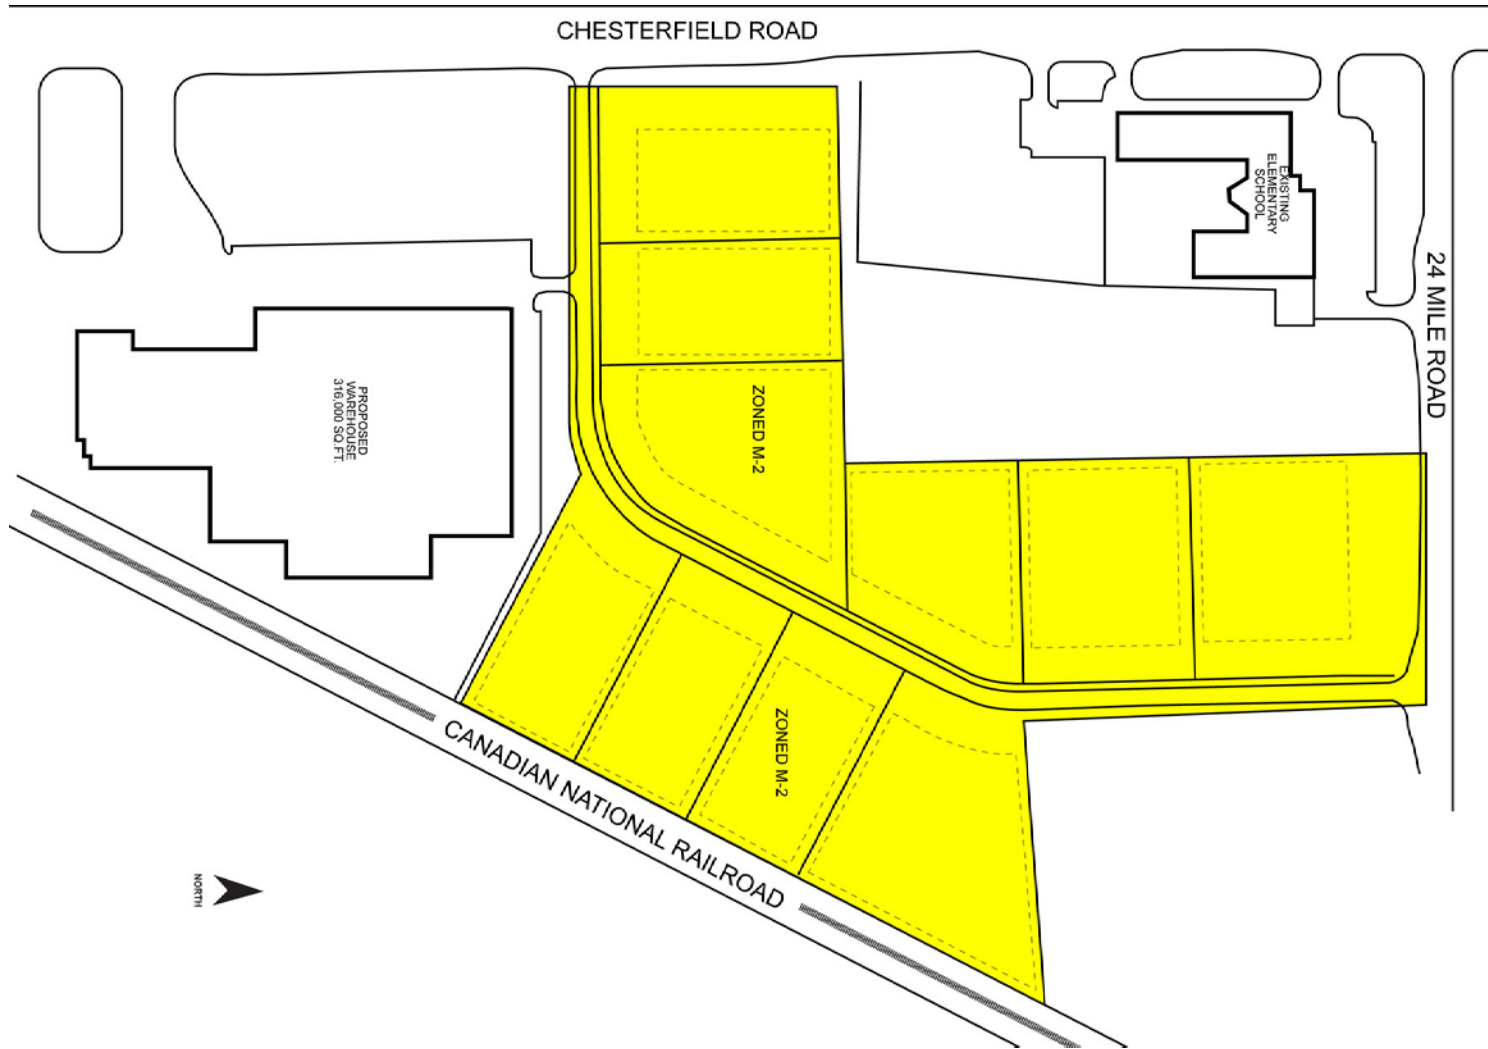 CHESTERFIELD ROAD
EXISTING
ELEMENTARY
SCHOOL
24 MILE ROAD
PROPOSED
WAREHOUSE
316,000 SQ.FT.
ZONED M-2
ZONED M-2
CANADIAN NATIONAL RAILROAD
NORTH